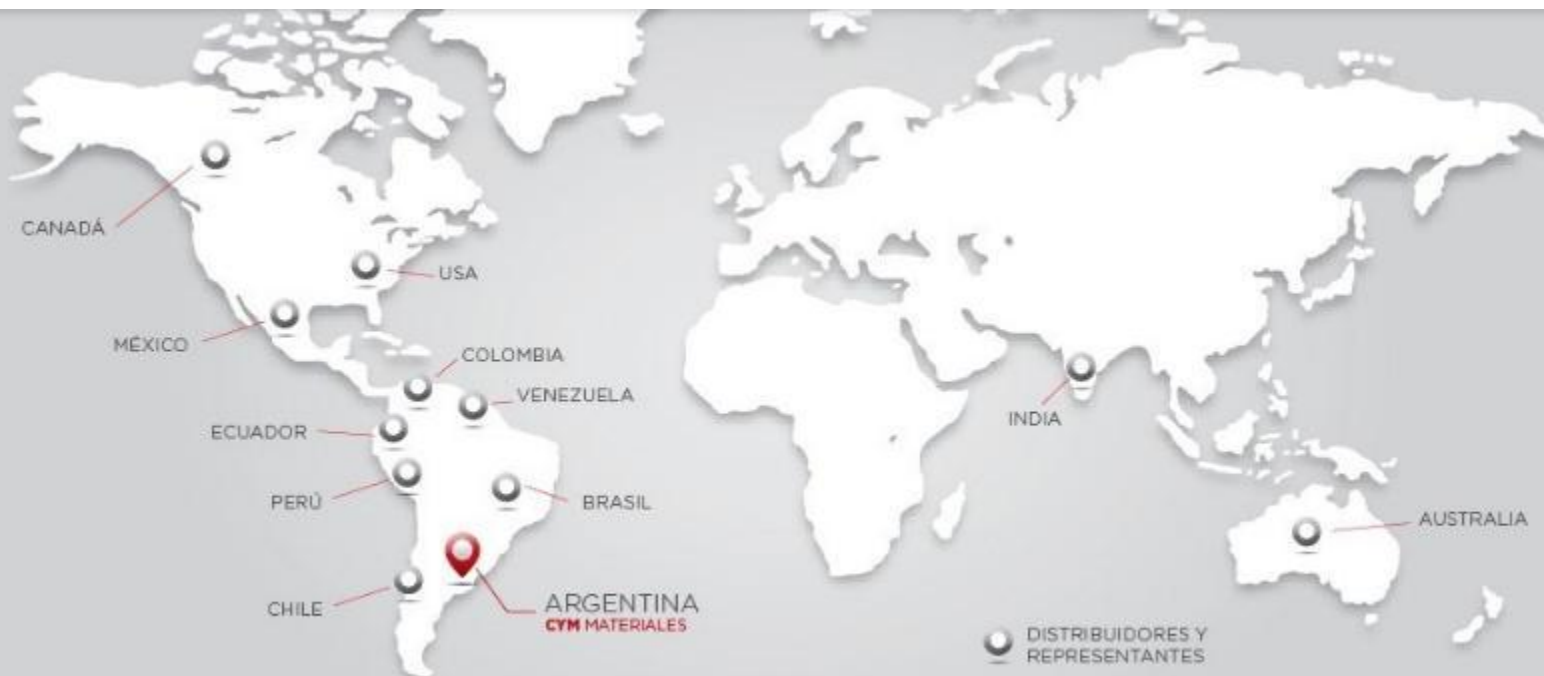 CANADÁ
USA
MÉXICO
COLOMBIA
VENEZUELA
ECUADOR
INDIA
PERÚ
BRASIL
AUSTRALIA
CHILE
ARGENTINA
CYM MATERIALES
DISTRIBUIDORES Y
REPRESENTANTES